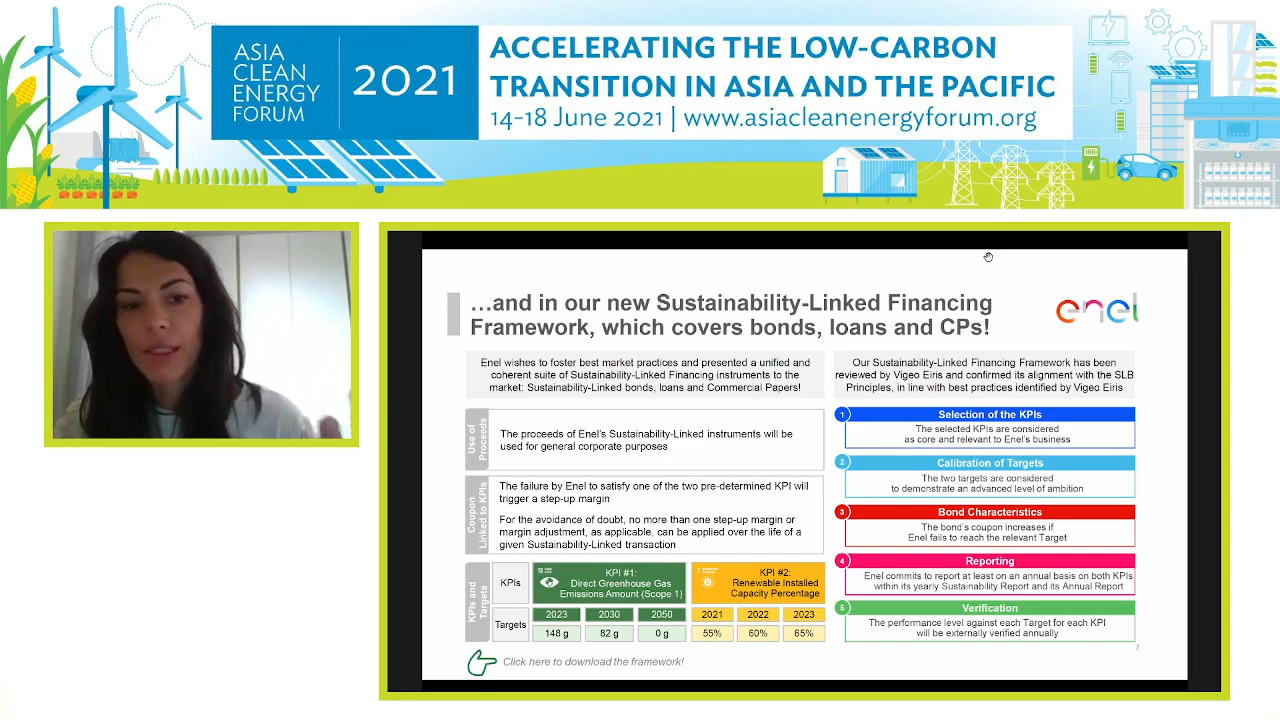 ASIA
CLEAN
ENERGY
FORUM
2021
ACCELERATING THE LOW-CARBON
TRANSITION IN ASIA AND THE PACIFIC
14-18 June 2021 | www.asiacleanenergyforum.org
…and in our new Sustainability-Linked Financing
Framework, which covers bonds, loans and CPs!
enel
Enel wishes to foster best market practices and presented a unified and
coherent suite of Sustainability-Linked Financing instruments to the
market: Sustainability-Linked bonds, loans and Commercial Papers!
Use of
Proceeds
The proceeds of Enel's Sustainability-Linked instruments will be
used for general corporate purposes
Coupon
Linked to KPIs
The failure by Enel to satisfy one of the two pre-determined KPI will
trigger a step-up margin
For the avoidance of doubt, no more than one step-up margin or
margin adjustment, as applicable, can be applied over the life of a
given Sustainability-Linked transaction
KPIs and
Targets
KPIs
KPI #1:
Direct Greenhouse Gas
Emissions Amount (Scope 1)
KPI #2:
Renewable Installed
Capacity Percentage
Targets
2023 2030 2050 2021 2022 2023
148 g 82 g 0 g 55% 60% 65%
Click here to download the framework!
Our Sustainability-Linked Financing Framework has been
reviewed by Vigeo Eiris and confirmed its alignment with the SLB
Principles, in line with best practices identified by Vigeo Eiris
1 Selection of the KPIs
The selected KPIs are considered
as core and relevant to Enel's business
2 Calibration of Targets
The two targets are considered
to demonstrate an advanced level of ambition
3 Bond Characteristics
The bond's coupon increases if
Enel fails to reach the relevant Target
4 Reporting
Enel commits to report at least on an annual basis on both KPIs
within its yearly Sustainability Report and its Annual Report
5 Verification
The performance level against each Target for each KPI
will be externally verified annually
7